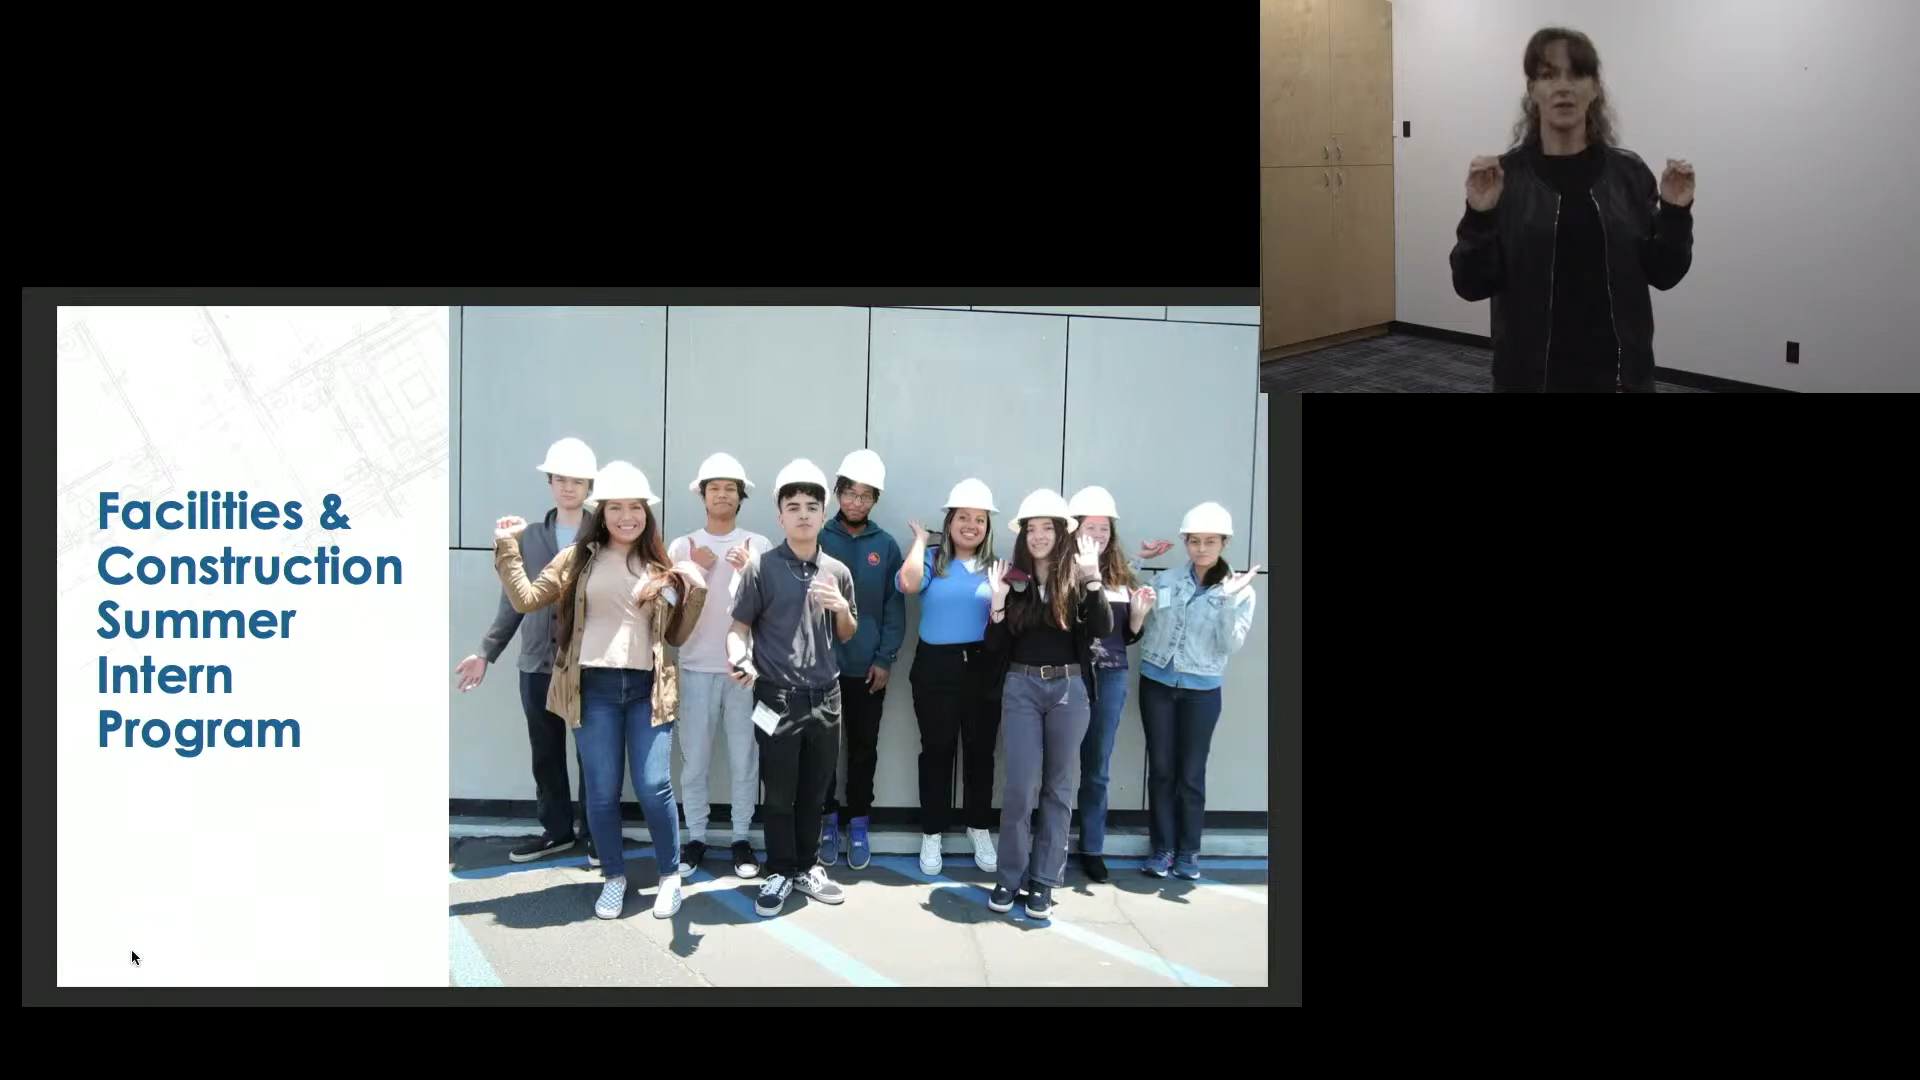 Facilities &
Construction
Summer
Intern
Program